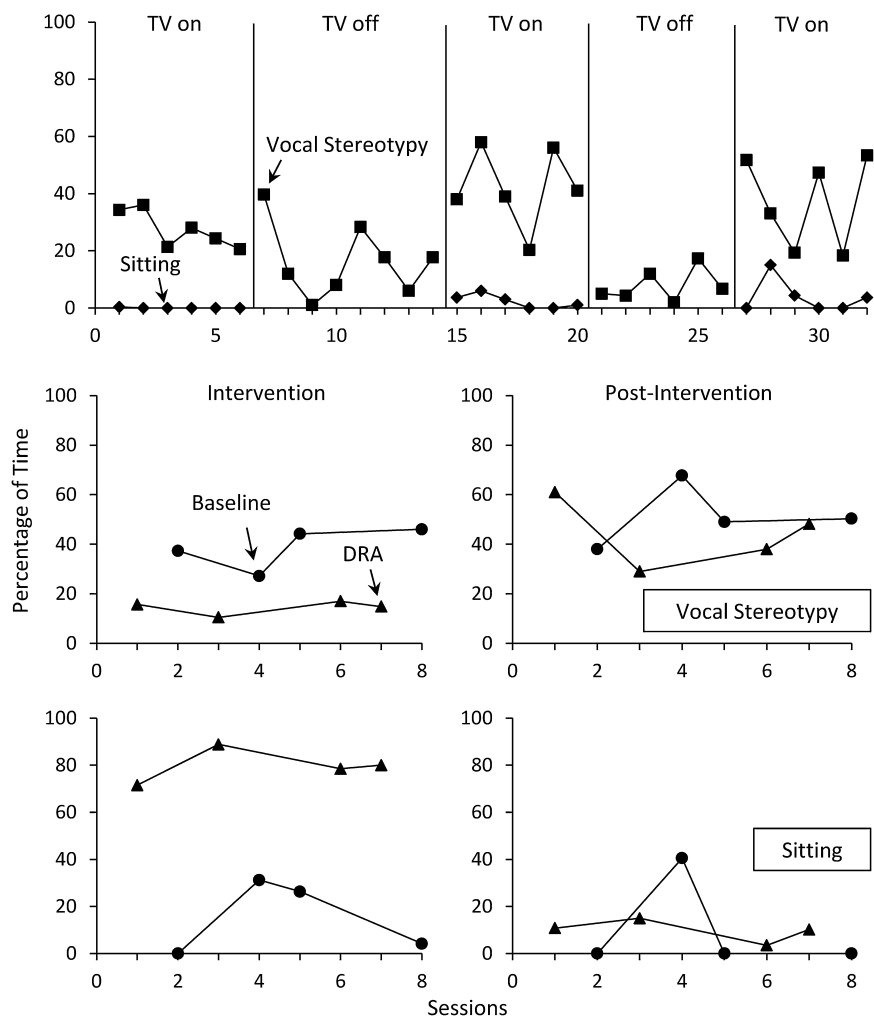 TV on TV off TV on TV off TV on
100
80
60
40
20
0
Vocal Stereotypy
Sitting
0 5 10 15 20 25 30
Percentage of Time
Intervention
100
80
60
40
20
0
Baseline
DRA
0 2 4 6 8
Post-Intervention
100
80
60
40
20
0
Vocal Stereotypy
0 2 4 6 8
100
80
60
40
20
0
0 2 4 6 8
100
80
60
40
20
0
Sitting
0 2 4 6 8
Sessions